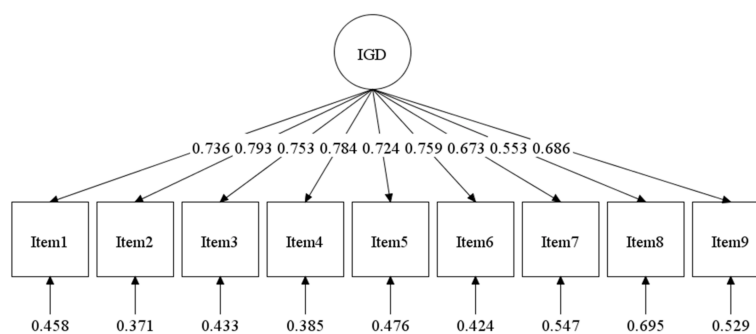 IGD
0.736 0.793 0.753 0.784 0.724 0.759 0.673 0.553 0.686
Item1 Item2 Item3 Item4 Item5 Item6 Item7 Item8 Item9
0.458 0.371 0.433 0.385 0.476 0.424 0.547 0.695 0.529